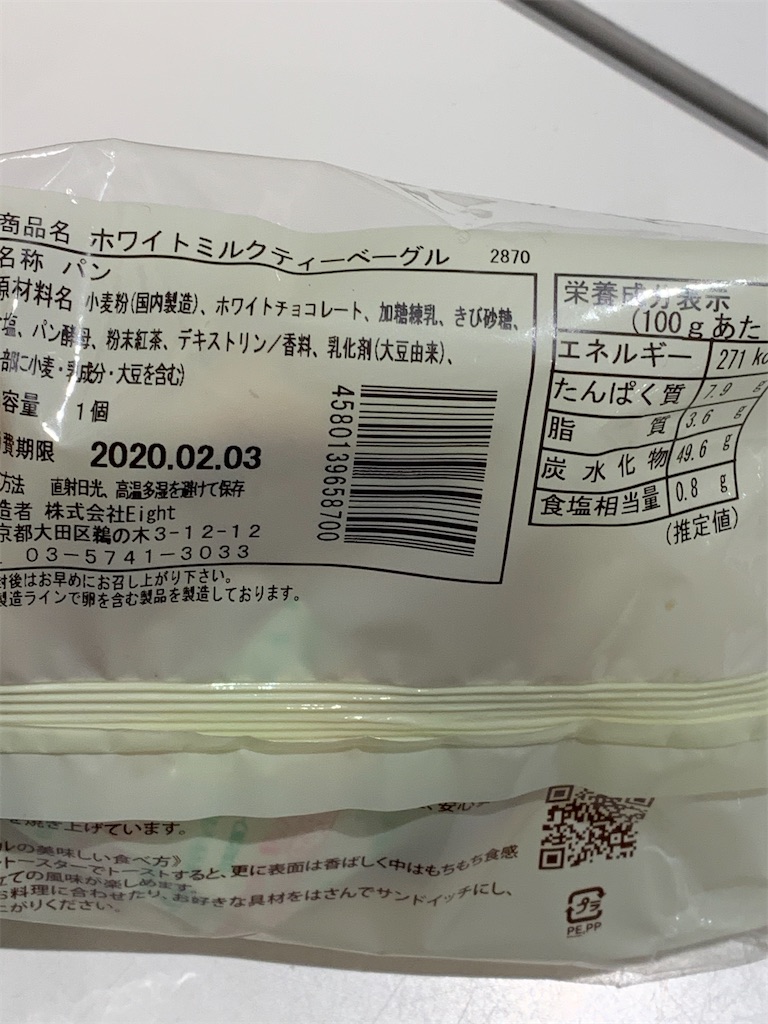 商品名 ホワイトミルクティーベーグル 2870
名称 パン
原材料名 小麦粉(国内製造)、ホワイトチョコレート、加糖練乳、きび砂糖、
塩、パン酵母、粉末紅茶、デキストリン/香料、乳化剤(大豆由来)、
部に小麦・乳成分・大豆を含む)
容量 1個
費期限 2020.02.03
方法 直射日光、高温多湿を避けて保存
造者 株式会社Eight
京都大田区鵜の木3-12-12
03-5741-3033
4580139658700
封後はお早めにお召し上がり下さい。
製造ラインで卵を含む製品を製造しております。
栄養成分表示
(100gあた
エネルギー 271 kc
たんぱく質 7.9 g
脂質 3.6 g
炭水化物 49.6 g
食塩相当量 0.8 g
(推定値)
く安心
を焼き上げています。
ルの美味しい食べ方》
トースターでトーストすると、更に表面は香ばしく中はもちもち食感
立ての風味が楽しめます。
お料理に合わせたり、お好きな具材をはさんでサンドイッチにし、
上がりください。
プラ
PE,PP